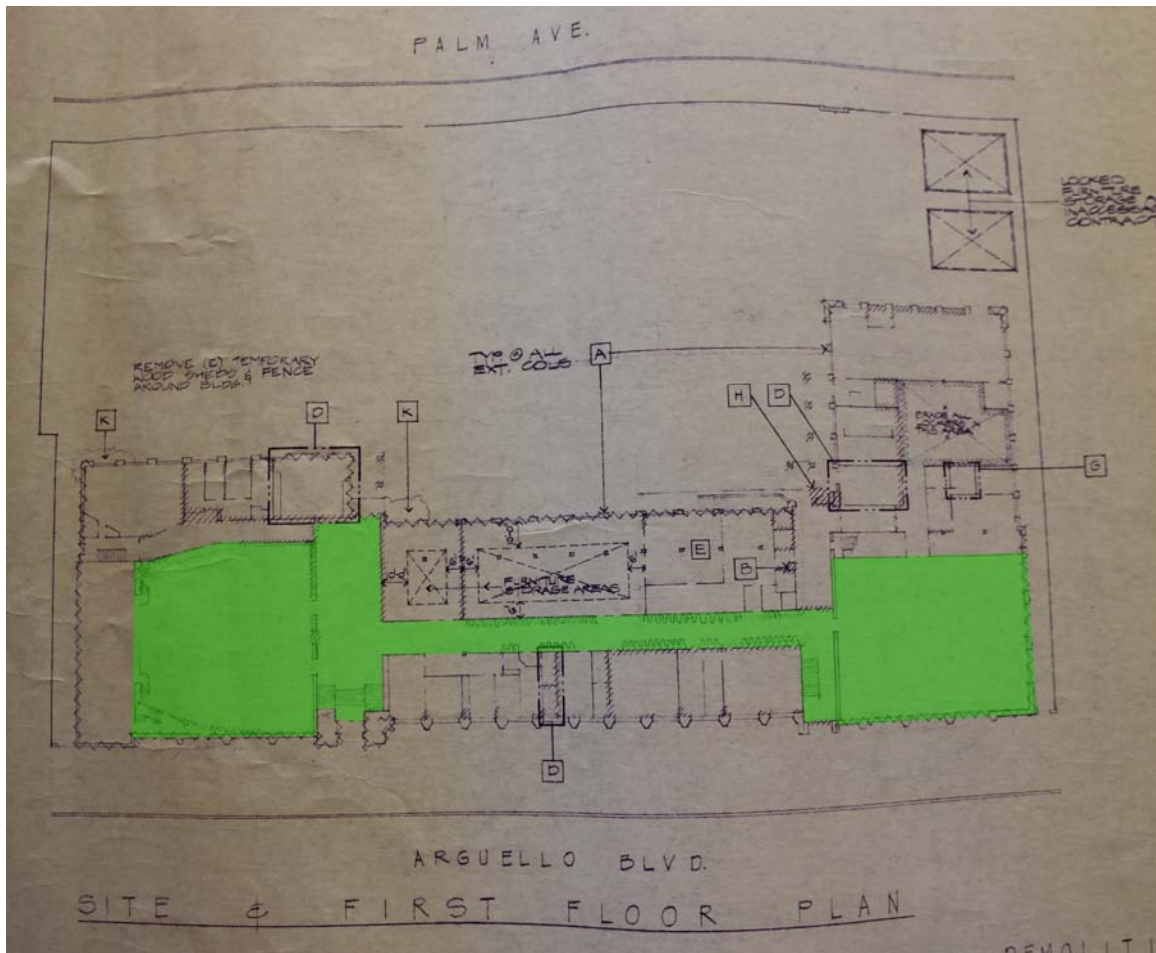 PALM AVE.
LOCKED
FURNITURE
STORAGE
REMOVE (E) TEMPORARY
WOOD SHEDS & FENCE
AROUND BLDG.
TYP. @ ALL
EXT. COLS
A
K
D
K
H
D
G
E
B
FURNITURE
STORAGE AREAS
D
ARGUELLO BLVD.
SITE & FIRST FLOOR PLAN